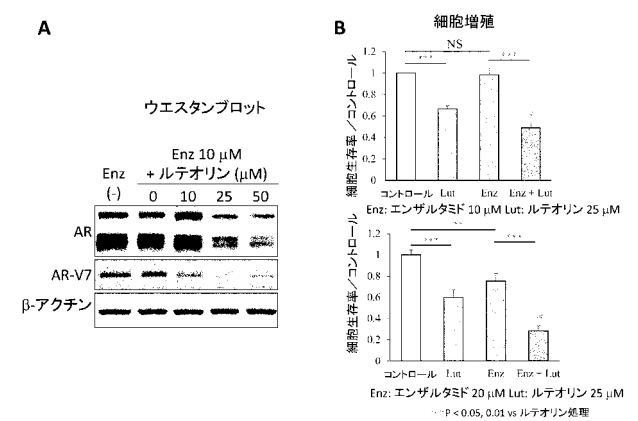 A
ウエスタンブロット
Enz 10 μM
Enz + ルテオリン (μM)
(-) 0 10 25 50
AR
AR-V7
β-アクチン
B
細胞増殖
細胞生存率/コントロール
1.2
1
0.8
0.6
0.4
0.2
0
NS
***
***
コントロール Lut Enz Enz + Lut
Enz: エンザルタミド 10 μM Lut: ルテオリン 25 μM
細胞生存率/コントロール
1.2
1
0.8
0.6
0.4
0.2
0
***
***
コントロール Lut Enz Enz + Lut
Enz: エンザルタミド 20 μM Lut: ルテオリン 25 μM
P < 0.05, 0.01 vs ルテオリン処理